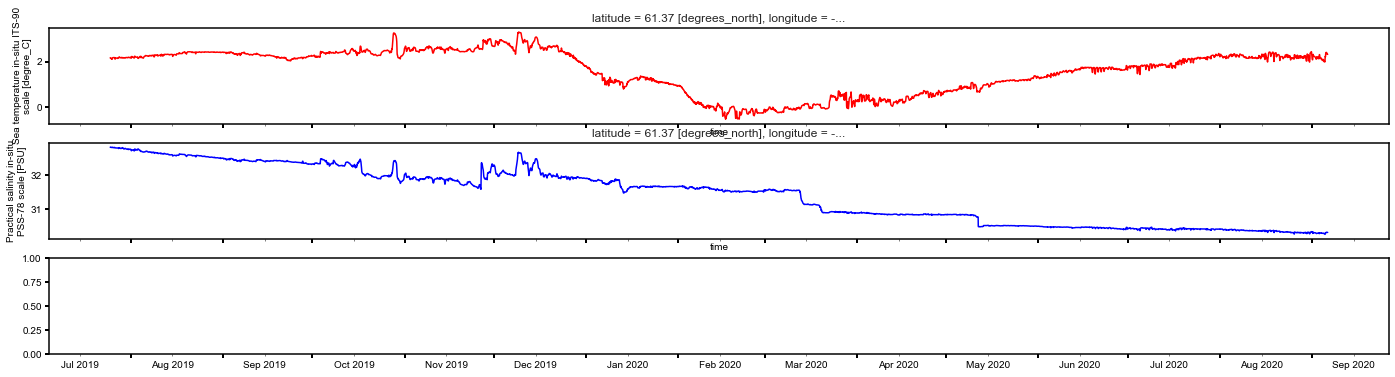 latitude = 61.37 [degrees_north], longitude = -...
Sea temperature in-situ ITS-90
scale [degree_C]
2
0
time
latitude = 61.37 [degrees_north], longitude = -...
Practical salinity in-situ
PSS-78 scale [PSU]
32
31
time
1.00
0.75
0.50
0.25
0.00
Jul 2019 Aug 2019 Sep 2019 Oct 2019 Nov 2019 Dec 2019 Jan 2020 Feb 2020 Mar 2020 Apr 2020 May 2020 Jun 2020 Jul 2020 Aug 2020 Sep 2020